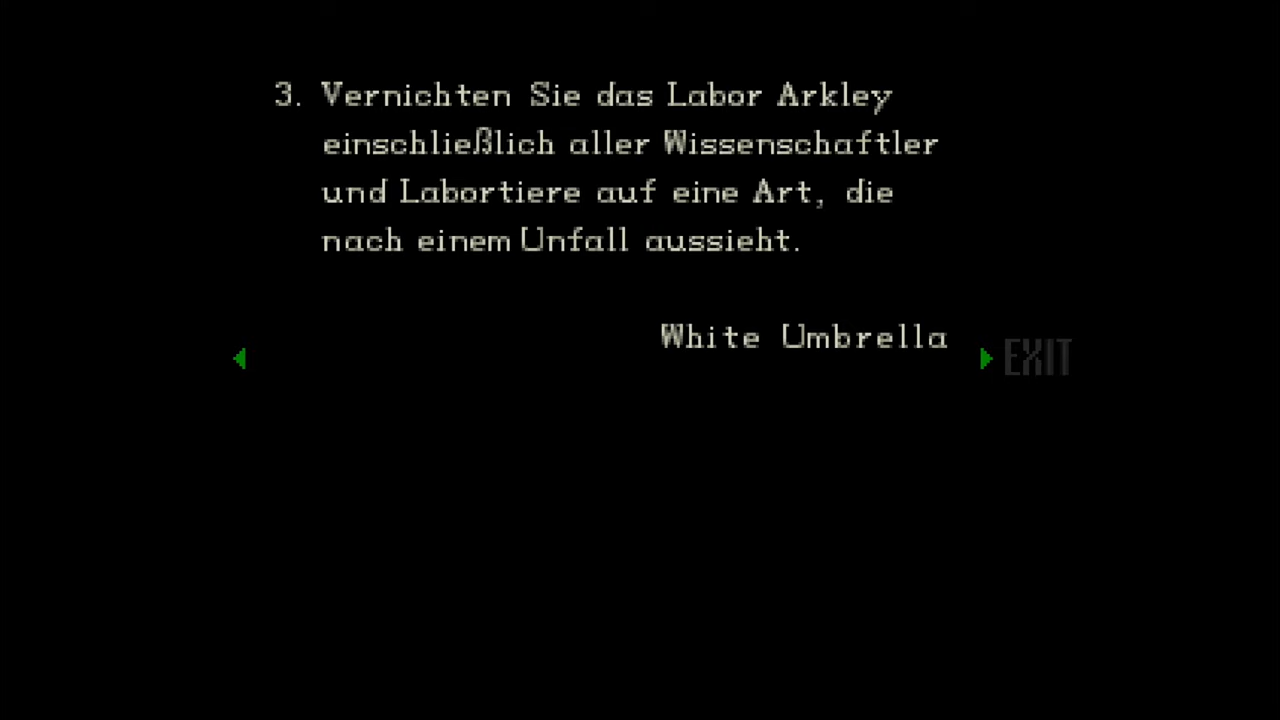 3. Vernichten Sie das Labor Arkley
einschließlich aller Wissenschaftler
und Labortiere auf eine Art, die
nach einem Unfall aussieht.
White Umbrella
EXIT